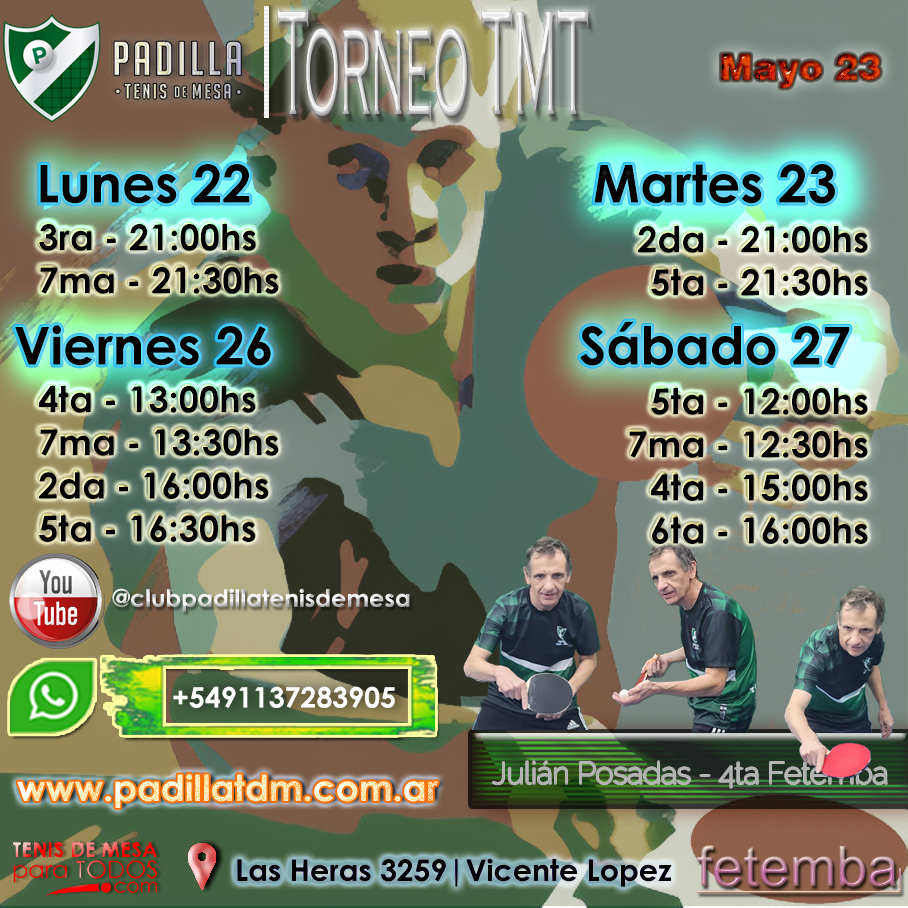 PADILLA
· TENIS DE MESA ·
TORNEO TMT
Mayo 23
Lunes 22
3ra - 21:00hs
7ma - 21:30hs
Martes 23
2da - 21:00hs
5ta - 21:30hs
Viernes 26
4ta - 13:00hs
7ma - 13:30hs
2da - 16:00hs
5ta - 16:30hs
Sábado 27
5ta - 12:00hs
7ma - 12:30hs
4ta - 15:00hs
6ta - 16:00hs
You
Tube
@clubpadillatenisdemesa
+5491137283905
Julián Posadas - 4ta Fetemba
www.padillatdm.com.ar
TENIS DE MESA
para TODOS
.com
Las Heras 3259|Vicente Lopez
fetemba